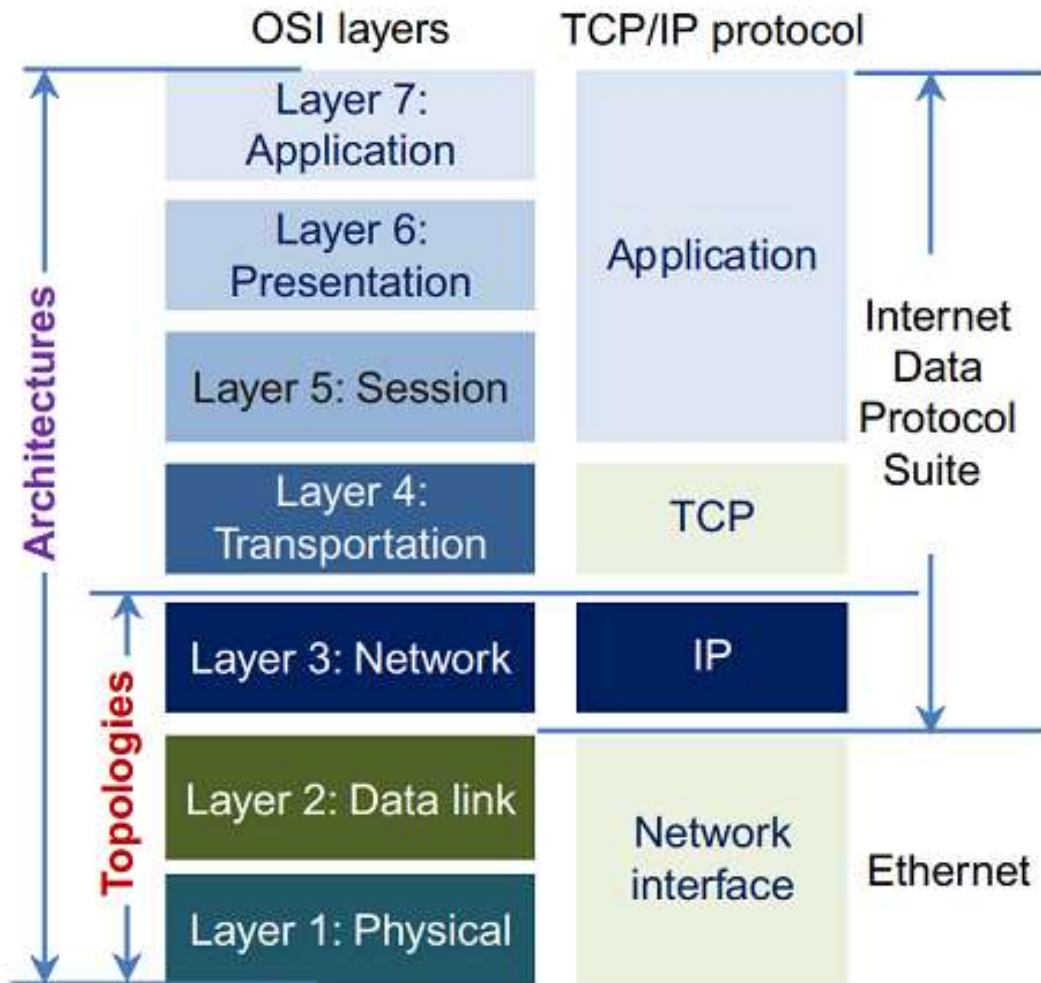 OSI layers
TCP/IP protocol
Layer 7:
Application
Layer 6:
Presentation
Layer 5: Session
Layer 4:
Transportation
Layer 3: Network
Layer 2: Data link
Layer 1: Physical
Application
TCP
IP
Network
interface
Internet
Data
Protocol
Suite
Ethernet
Architectures
Topologies